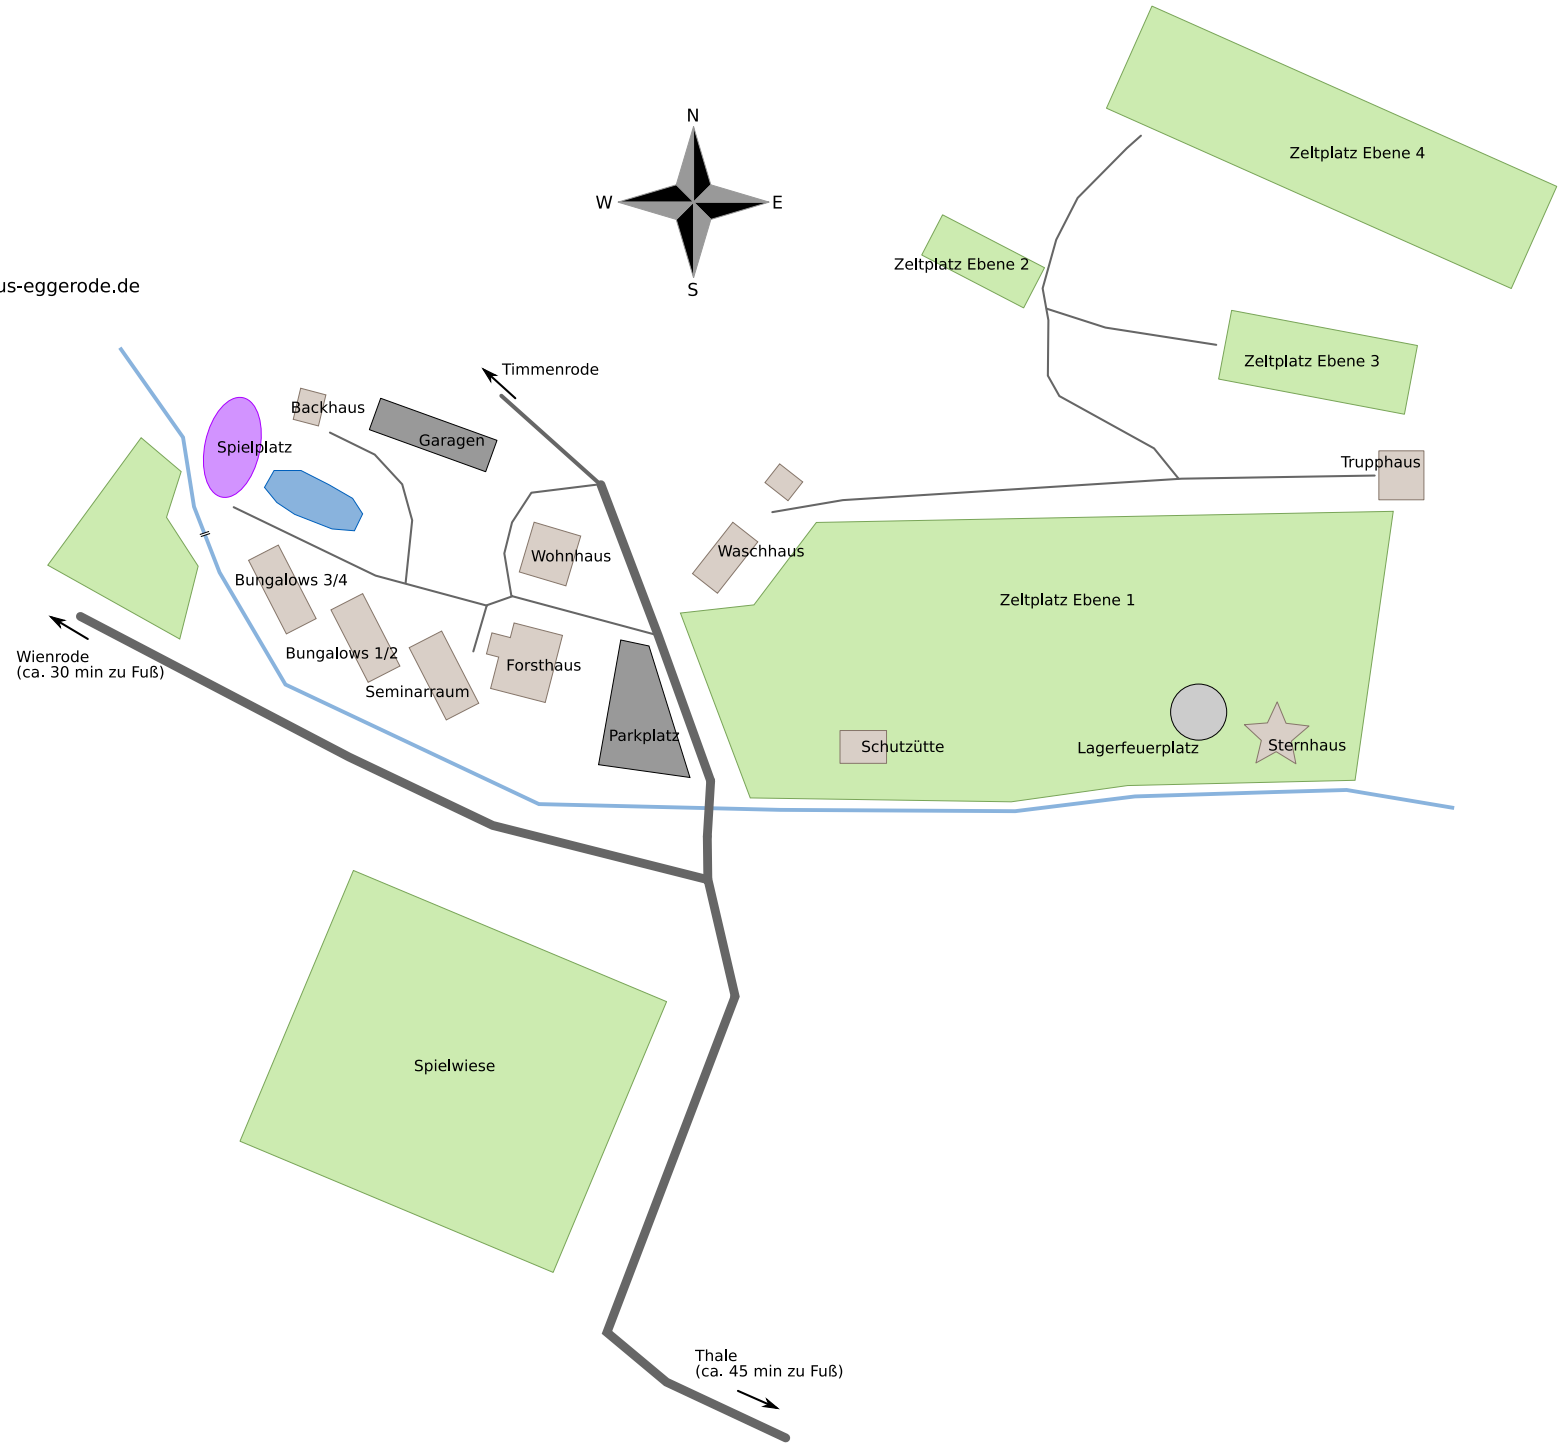 N
Zeltplatz Ebene 4
W
E
Zeltplatz Ebene 2
us-eggerode.de
S
Zeltplatz Ebene 3
Timmenrode
Backhaus
Garagen
Spielplatz
Trupphaus
Wohnhaus
Waschhaus
Bungalows 3/4
Zeltplatz Ebene 1
Bungalows 1/2
Wienrode
(ca. 30 min zu Fuß)
Forsthaus
Seminarraum
Parkplatz
Schutzütte
Lagerfeuerplatz
Sternhaus
Spielwiese
Thale
(ca. 45 min zu Fuß)